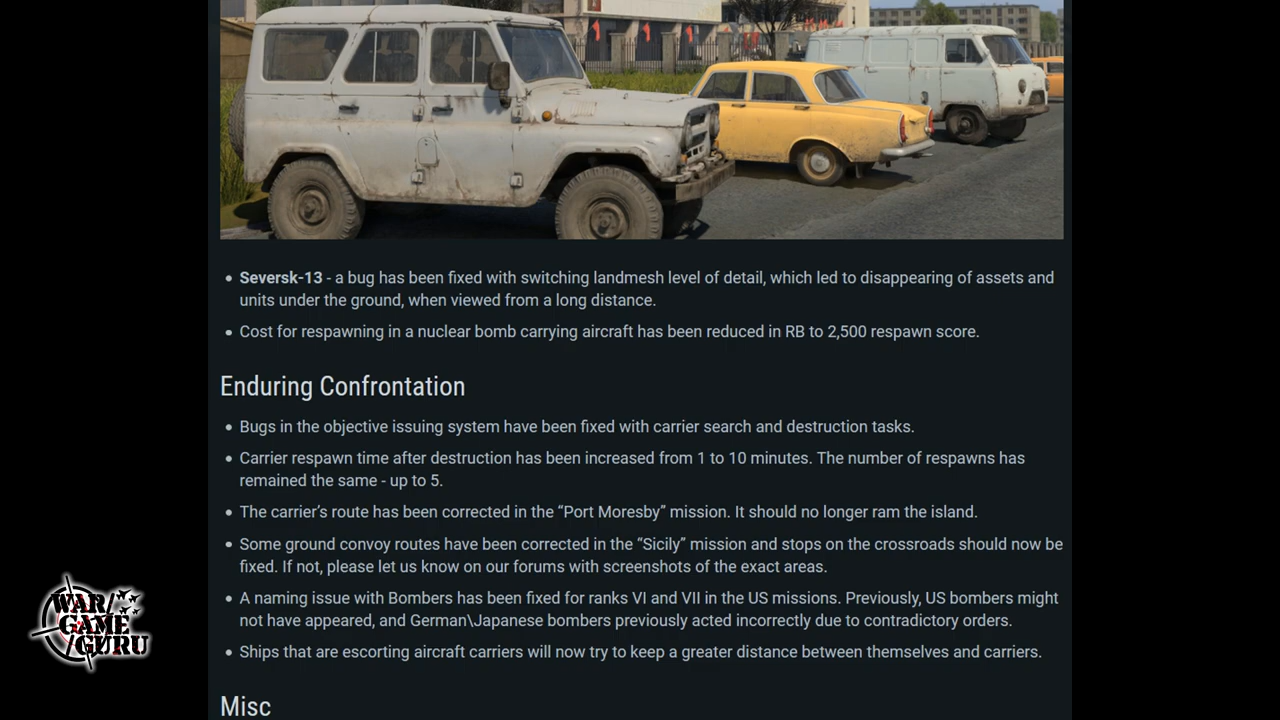 Seversk-13 - a bug has been fixed with switching landmesh level of detail, which led to disappearing of assets and
units under the ground, when viewed from a long distance.
Cost for respawning in a nuclear bomb carrying aircraft has been reduced in RB to 2,500 respawn score.
Enduring Confrontation
Bugs in the objective issuing system have been fixed with carrier search and destruction tasks.
Carrier respawn time after destruction has been increased from 1 to 10 minutes. The number of respawns has
remained the same - up to 5.
The carrier’s route has been corrected in the “Port Moresby” mission. It should no longer ram the island.
Some ground convoy routes have been corrected in the “Sicily” mission and stops on the crossroads should now be
fixed. If not, please let us know on our forums with screenshots of the exact areas.
A naming issue with Bombers has been fixed for ranks VI and VII in the US missions. Previously, US bombers might
not have appeared, and German\Japanese bombers previously acted incorrectly due to contradictory orders.
Ships that are escorting aircraft carriers will now try to keep a greater distance between themselves and carriers.
Misc
WAR/
GAME
/GURU